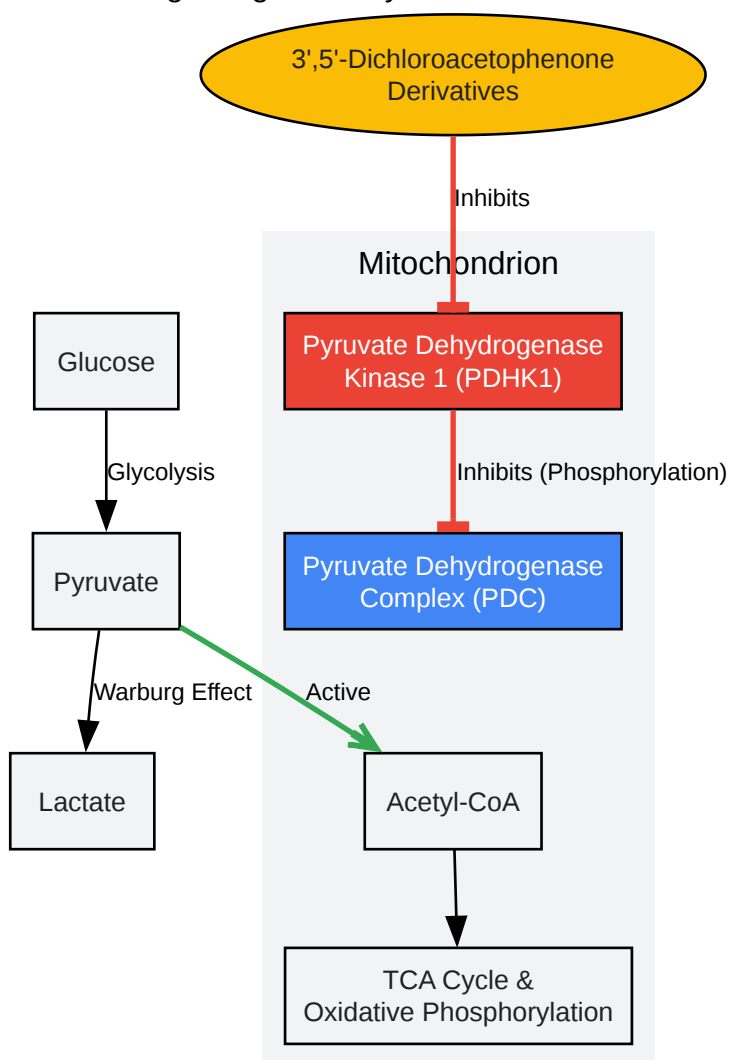 3',5'-Dichloroacetophenone
Derivatives
Inhibits
Mitochondrion
Glucose
Pyruvate Dehydrogenase
Kinase 1 (PDHK1)
Glycolysis
Inhibits (Phosphorylation)
Pyruvate
Pyruvate Dehydrogenase
Complex (PDC)
Warburg Effect
Active
Lactate
Acetyl-CoA
TCA Cycle &
Oxidative Phosphorylation